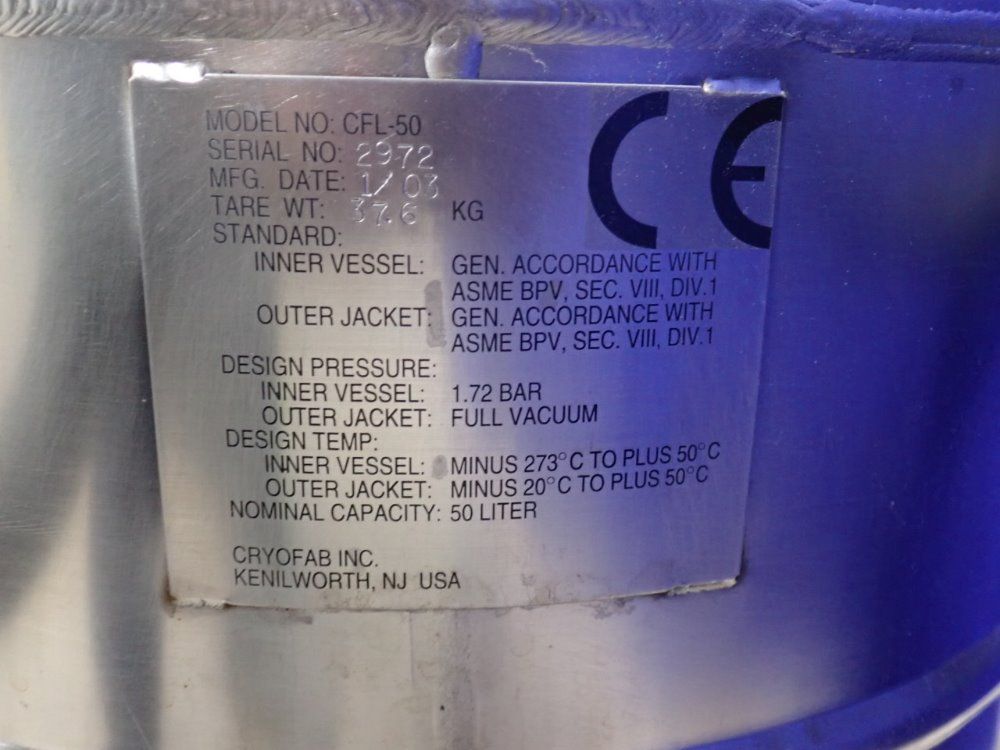 MODEL NO: CFL-50
SERIAL NO: 2972
MFG. DATE: 1/03
TARE WT: 37.6 KG
CE
STANDARD:
INNER VESSEL: GEN. ACCORDANCE WITH
ASME BPV, SEC. VIII, DIV.1
OUTER JACKET: GEN. ACCORDANCE WITH
ASME BPV, SEC. VIII, DIV.1
DESIGN PRESSURE:
INNER VESSEL: 1.72 BAR
OUTER JACKET: FULL VACUUM
DESIGN TEMP:
INNER VESSEL: MINUS 273°C TO PLUS 50°C
OUTER JACKET: MINUS 20°C TO PLUS 50°C
NOMINAL CAPACITY: 50 LITER
CRYOFAB INC.
KENILWORTH, NJ USA